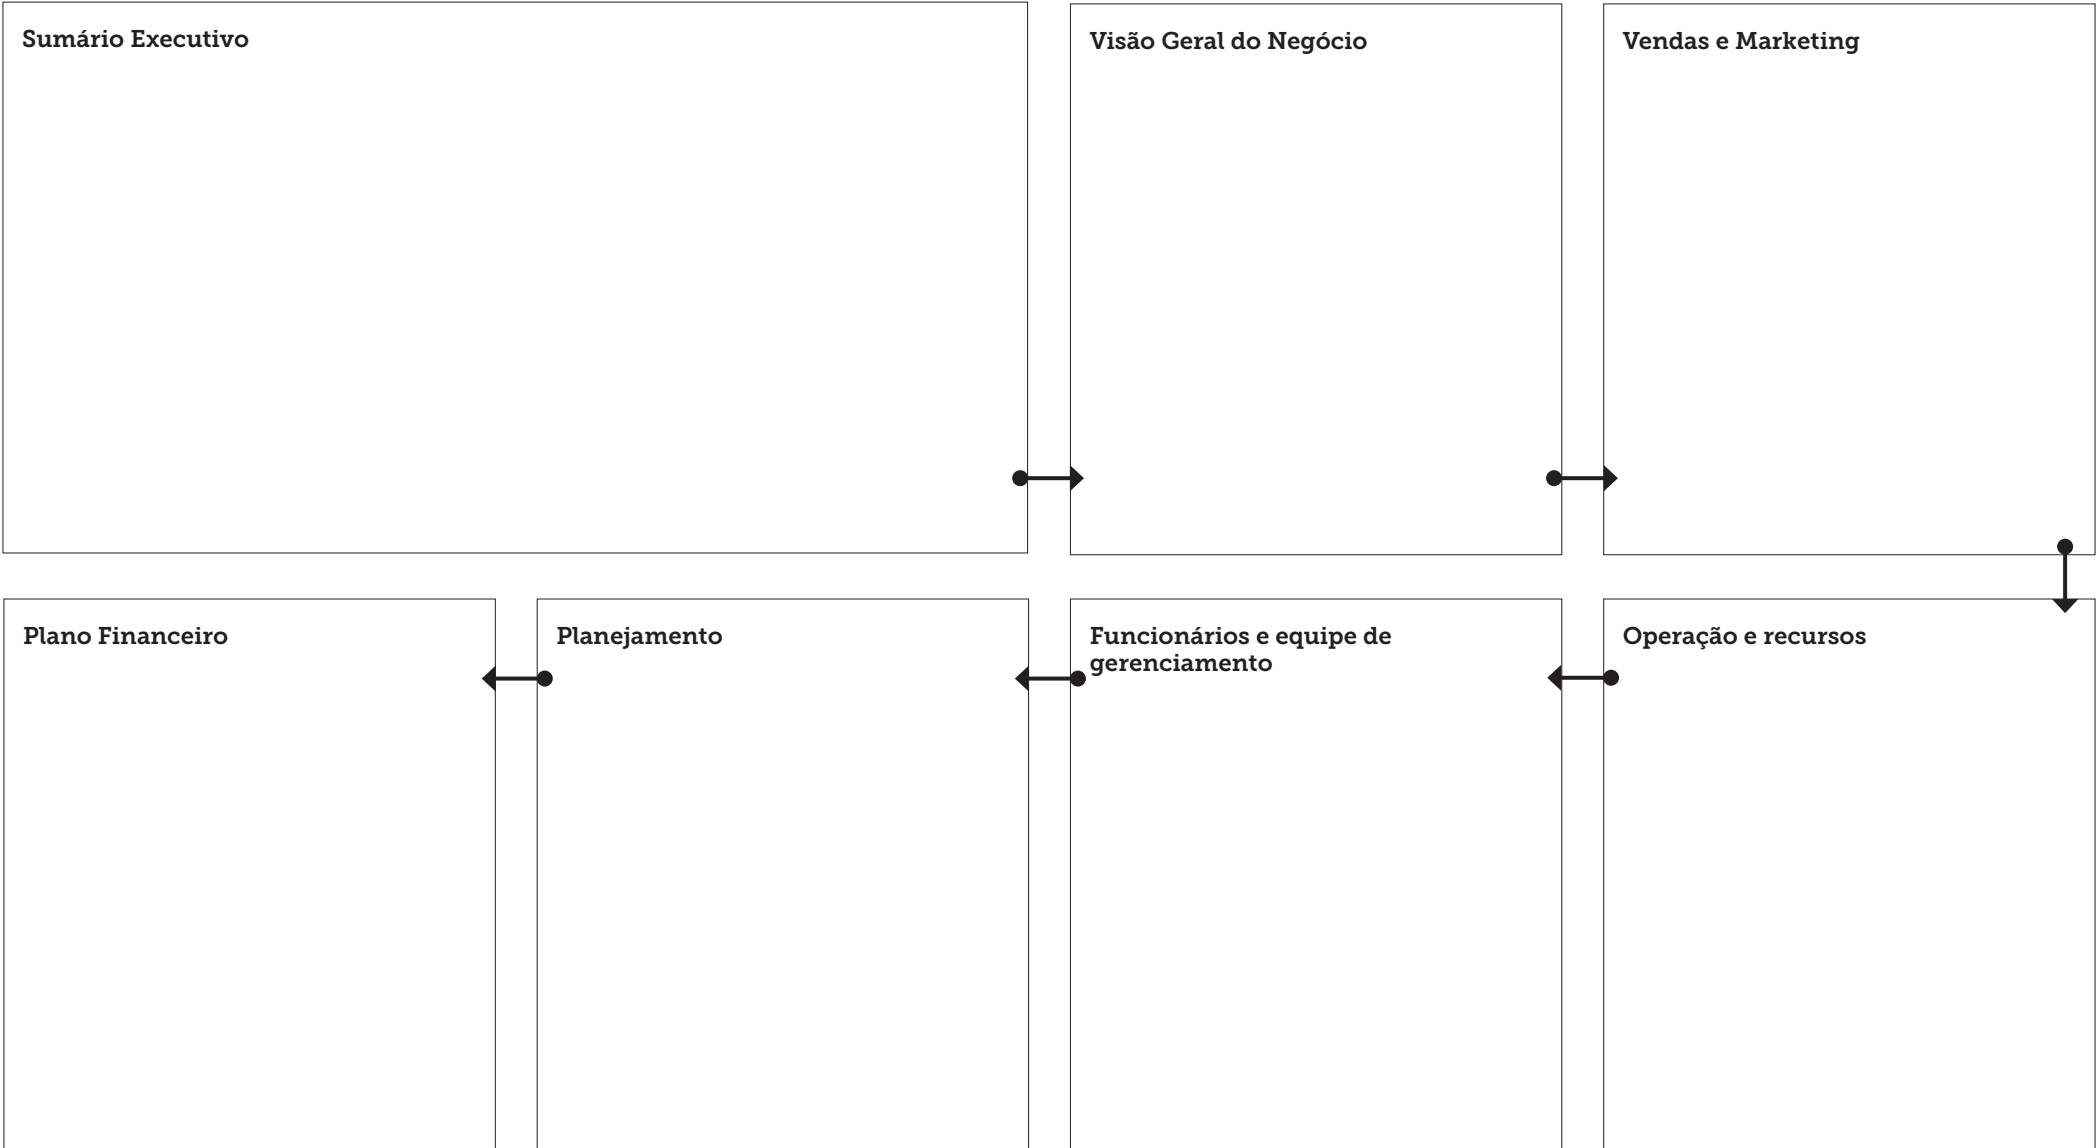 Sumário Executivo
Visão Geral do Negócio
Vendas e Marketing
Plano Financeiro
Planejamento
Funcionários e equipe de
gerenciamento
Operação e recursos